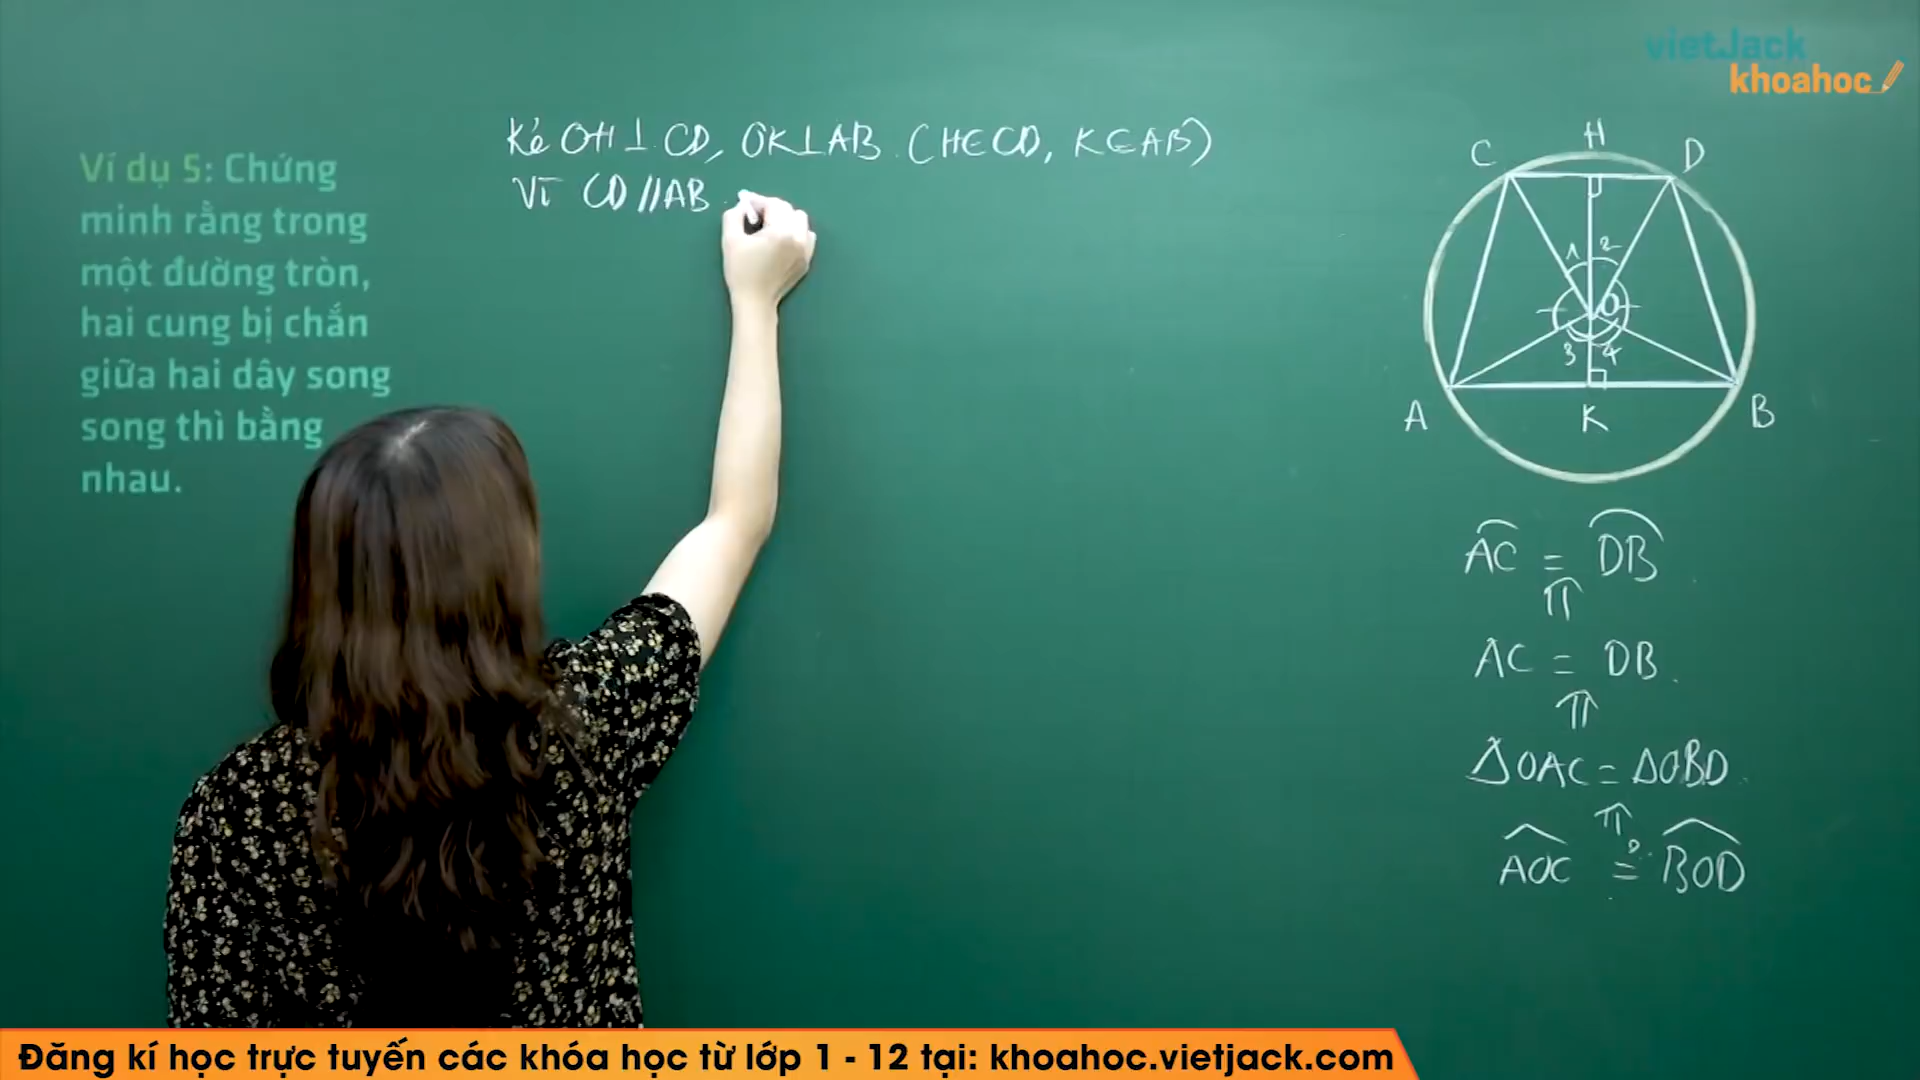 vietJack
khoahoc
Ví dụ 5: Chứng
minh rằng trong
một đường tròn,
hai cung bị chắn
giữa hai dây song
song thì bằng
nhau.
Kẻ OH ⊥ CD, OK ⊥ AB (H ∈ CD, K ∈ AB)
Vì CD // AB
C H D
1 2
O
3 4
A K B
AC = DB
⇑
AC = DB
⇑
ΔOAC = ΔOBD
⇑
AOC = BOD
Đăng kí học trực tuyến các khóa học từ lớp 1 - 12 tại: khoahoc.vietjack.com